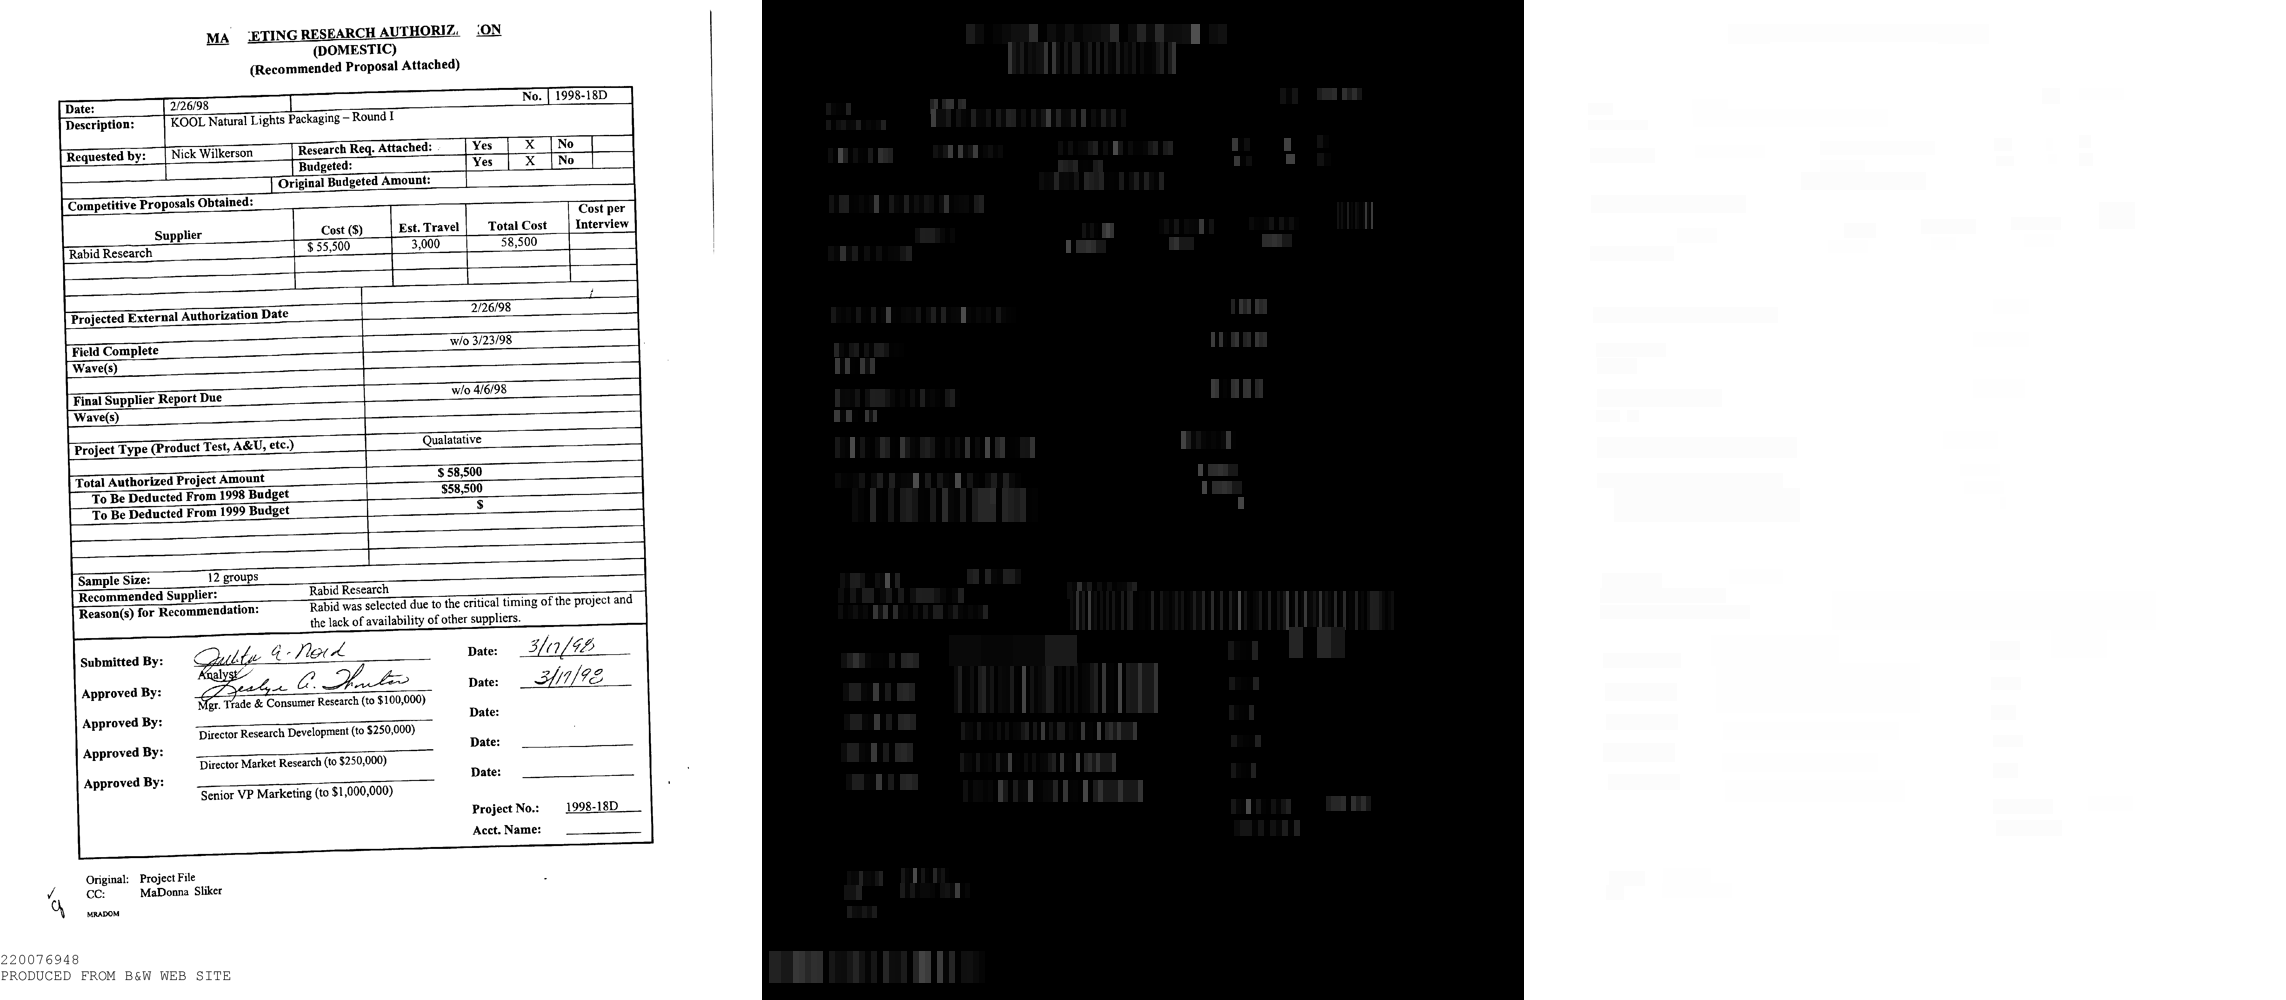 MA ETING RESEARCH AUTHORIZ ON
(DOMESTIC)
(Recommended Proposal Attached)
Date: 2/26/98 No. 1998-18D
Description: KOOL Natural Lights Packaging – Round I
Requested by: Nick Wilkerson Research Req. Attached: Yes X No
Budgeted: Yes X No
Original Budgeted Amount:
Competitive Proposals Obtained:
Supplier Cost ($) Est. Travel Total Cost Cost per Interview
Rabid Research $ 55,500 3,000 58,500
Projected External Authorization Date 2/26/98
Field Complete w/o 3/23/98
Wave(s)
Final Supplier Report Due w/o 4/6/98
Wave(s)
Project Type (Product Test, A&U, etc.) Qualatative
Total Authorized Project Amount $ 58,500
To Be Deducted From 1998 Budget $58,500
To Be Deducted From 1999 Budget $
Sample Size: 12 groups
Recommended Supplier: Rabid Research
Reason(s) for Recommendation: Rabid was selected due to the critical timing of the project and
the lack of availability of other suppliers.
Submitted By: Date: 3/17/98
Analyst
Approved By: Date: 3/17/98
Mgr. Trade & Consumer Research (to $100,000)
Approved By: Date:
Director Research Development (to $250,000)
Approved By: Date:
Director Market Research (to $250,000)
Approved By: Date:
Senior VP Marketing (to $1,000,000)
Project No.: 1998-18D
Acct. Name:
Original: Project File
CC: MaDonna Sliker
MRADOM
220076948
PRODUCED FROM B&W WEB SITE